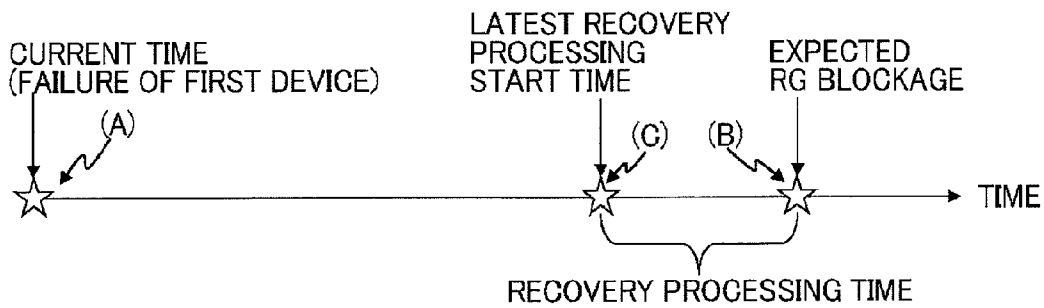 CURRENT TIME
(FAILURE OF FIRST DEVICE)
LATEST RECOVERY
PROCESSING
START TIME
EXPECTED
RG BLOCKAGE
(A)
(C)
(B)
TIME
RECOVERY PROCESSING TIME